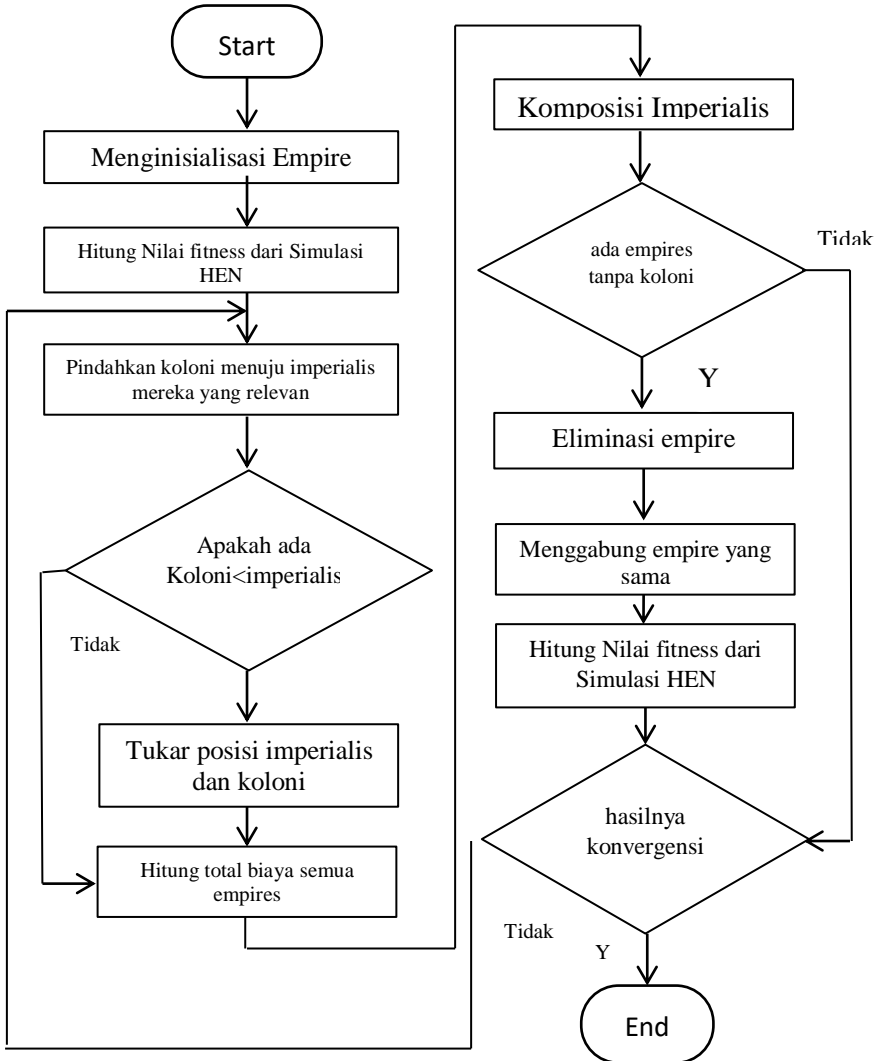 Start
Menginisialisasi Empire
Hitung Nilai fitness dari Simulasi
HEN
Pindahkan koloni menuju imperialis
mereka yang relevan
Apakah ada
Koloni<imperialis
Tidak
Tukar posisi imperialis
dan koloni
Hitung total biaya semua
empires
Komposisi Imperialis
ada empires
tanpa koloni
Tidak
Y
Eliminasi empire
Menggabung empire yang
sama
Hitung Nilai fitness dari
Simulasi HEN
hasilnya
konvergensi
Tidak
Y
End